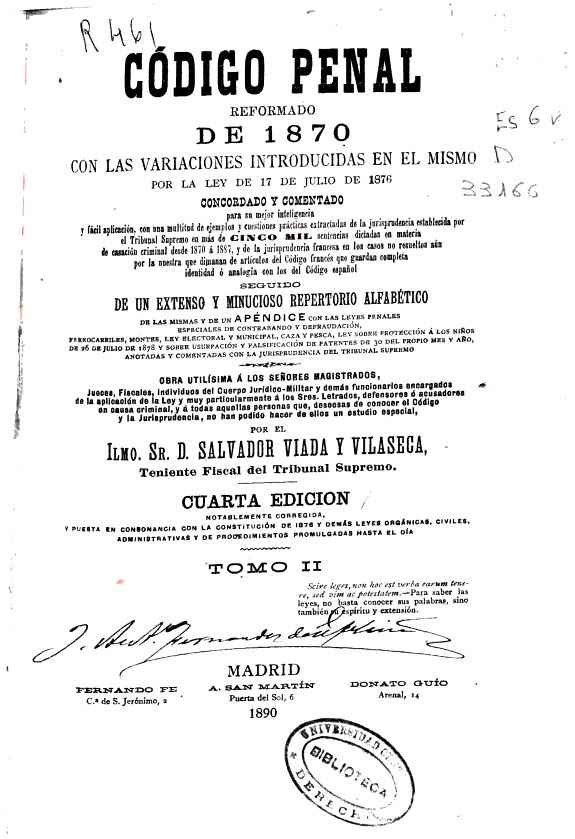 R 461
CÓDIGO PENAL
REFORMADO
DE 1870
CON LAS VARIACIONES INTRODUCIDAS EN EL MISMO
POR LA LEY DE 17 DE JULIO DE 1876
ES 6 V
D
33166
CONCORDADO Y COMENTADO
para su mejor inteligencia
y fácil aplicación, con una multitud de ejemplos y cuestiones prácticas extractadas de la jurisprudencia establecida por
el Tribunal Supremo en más de CINCO MIL sentencias dictadas en materia
de casación criminal desde 1870 á 1887, y de la jurisprudencia francesa en los casos no resueltos aún
por la nuestra que dimanan de artículos del Código francés que guardan completa
identidad ó analogía con los del Código español
SEGUIDO
DE UN EXTENSO Y MINUCIOSO REPERTORIO ALFABÉTICO
DE LAS MISMAS Y DE UN APÉNDICE CON LAS LEYES PENALES
ESPECIALES DE CONTRABANDO Y DEFRAUDACIÓN,
FERROCARRILES, MONTES, LEY ELECTORAL Y MUNICIPAL, CAZA Y PESCA, LEY SOBRE PROTECCIÓN Á LOS NIÑOS
DE 26 DE JULIO DE 1878 Y SOBRE USURPACIÓN Y FALSIFICACIÓN DE PATENTES DE 30 DEL PROPIO MES Y AÑO,
ANOTADAS Y COMENTADAS CON LA JURISPRUDENCIA DEL TRIBUNAL SUPREMO
OBRA UTILÍSIMA Á LOS SEÑORES MAGISTRADOS,
Jueces, Fiscales, individuos del Cuerpo Jurídico-Militar y demás funcionarios encargados
de la aplicación de la Ley y muy particularmente á los Sres. Letrados, defensores ó acusadores
en causa criminal, y á todas aquellas personas que, deseosas de conocer el Código
y la Jurisprudencia, no han podido hacer de ellos un estudio especial,
POR EL
ILMO. SR. D. SALVADOR VIADA Y VILASECA,
Teniente Fiscal del Tribunal Supremo.
CUARTA EDICION
NOTABLEMENTE CORREGIDA,
Y PUESTA EN CONSONANCIA CON LA CONSTITUCIÓN DE 1876 Y DEMÁS LEYES ORGÁNICAS, CIVILES,
ADMINISTRATIVAS Y DE PROCEDIMIENTOS PROMULGADAS HASTA EL DÍA
TOMO II
Scire leges, non hoc est verba earum tene-
re, sed vim ac potestatem.—Para saber las
leyes, no basta conocer sus palabras, sino
también su espíritu y extensión.
MADRID
FERNANDO FE
C.ª de S. Jerónimo, 2
A. SAN MARTÍN
Puerta del Sol, 6
DONATO GUÍO
Arenal, 14
1890
UNIVERSIDAD
BIBLIOTECA
DERECHO